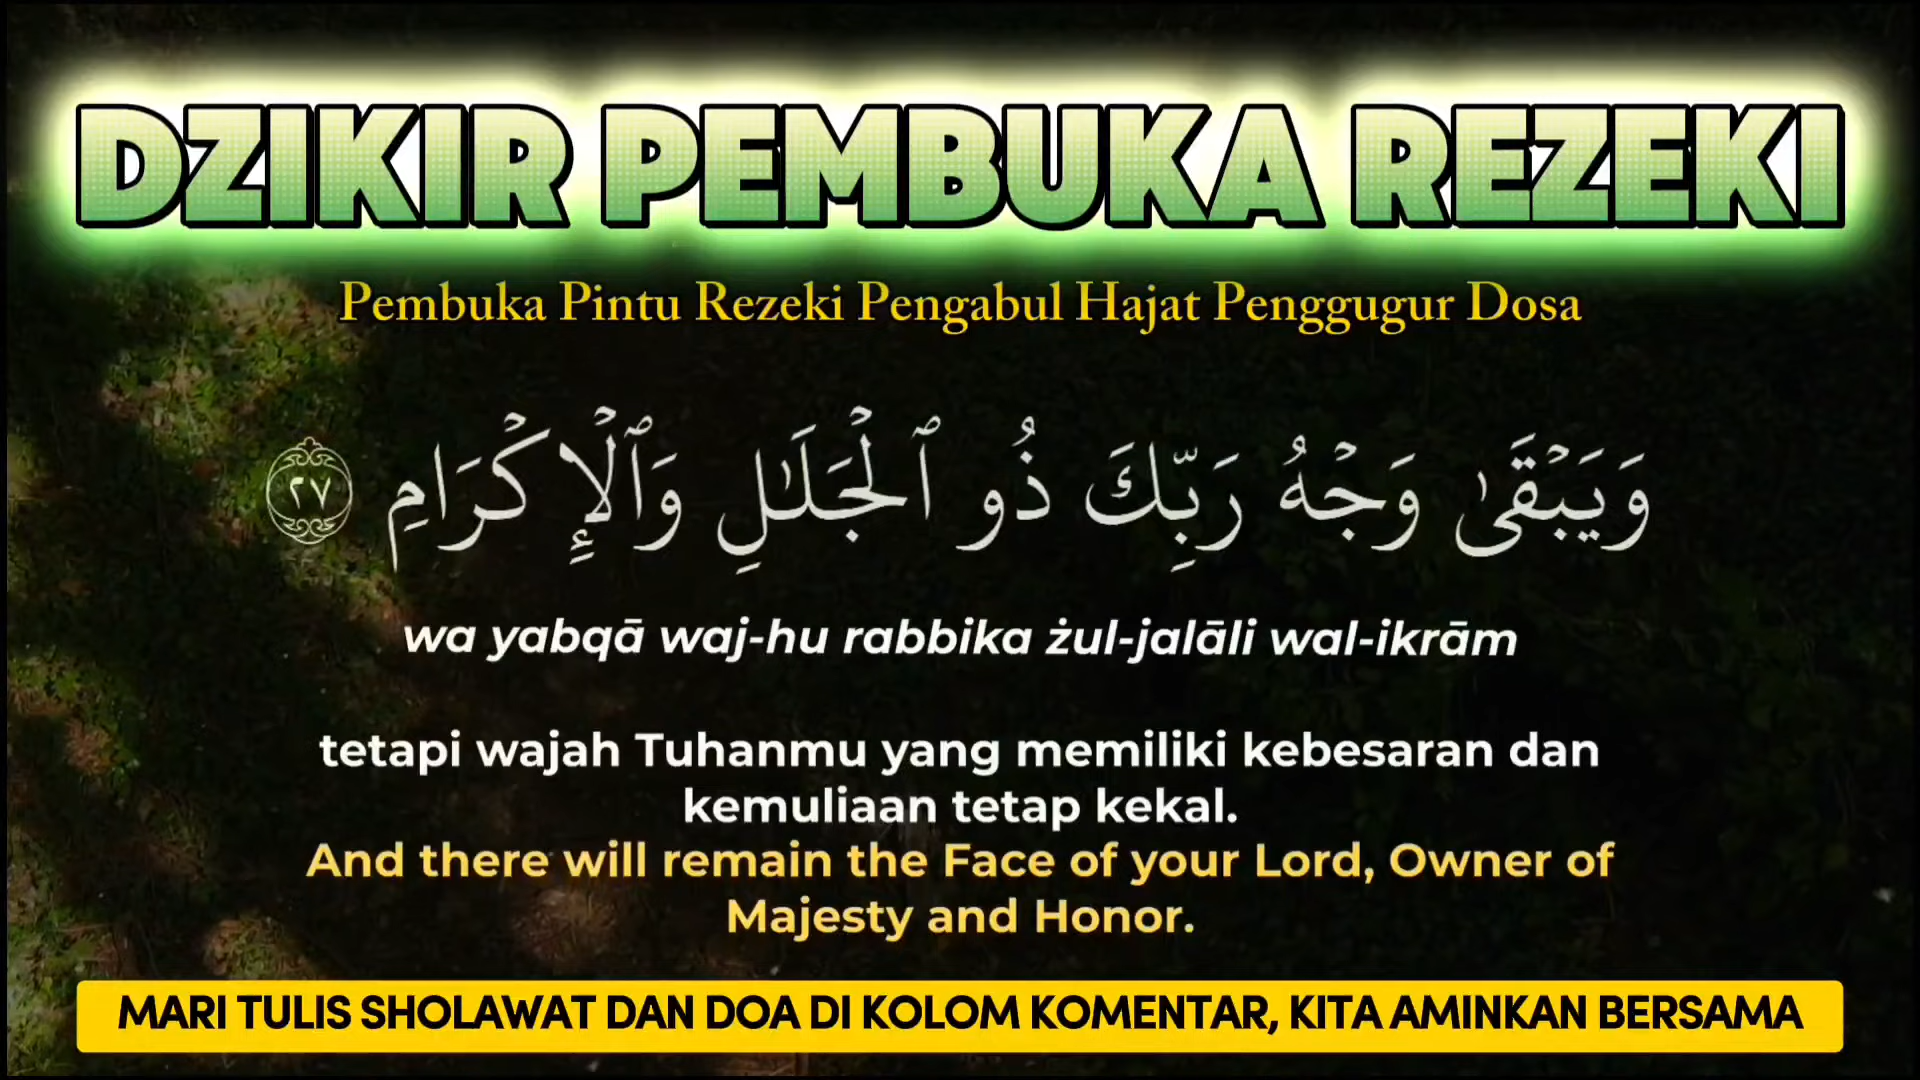 DZIKIR PEMBUKA REZEKI
Pembuka Pintu Rezeki Pengabul Hajat Penggugur Dosa
وَيَبۡقَىٰ وَجۡهُ رَبِّكَ ذُو ٱلۡجَلَـٰلِ وَٱلۡإِكۡرَامِ ٢٧
wa yabqā waj-hu rabbika żul-jalāli wal-ikrām
tetapi wajah Tuhanmu yang memiliki kebesaran dan
kemuliaan tetap kekal.
And there will remain the Face of your Lord, Owner of
Majesty and Honor.
MARI TULIS SHOLAWAT DAN DOA DI KOLOM KOMENTAR, KITA AMINKAN BERSAMA